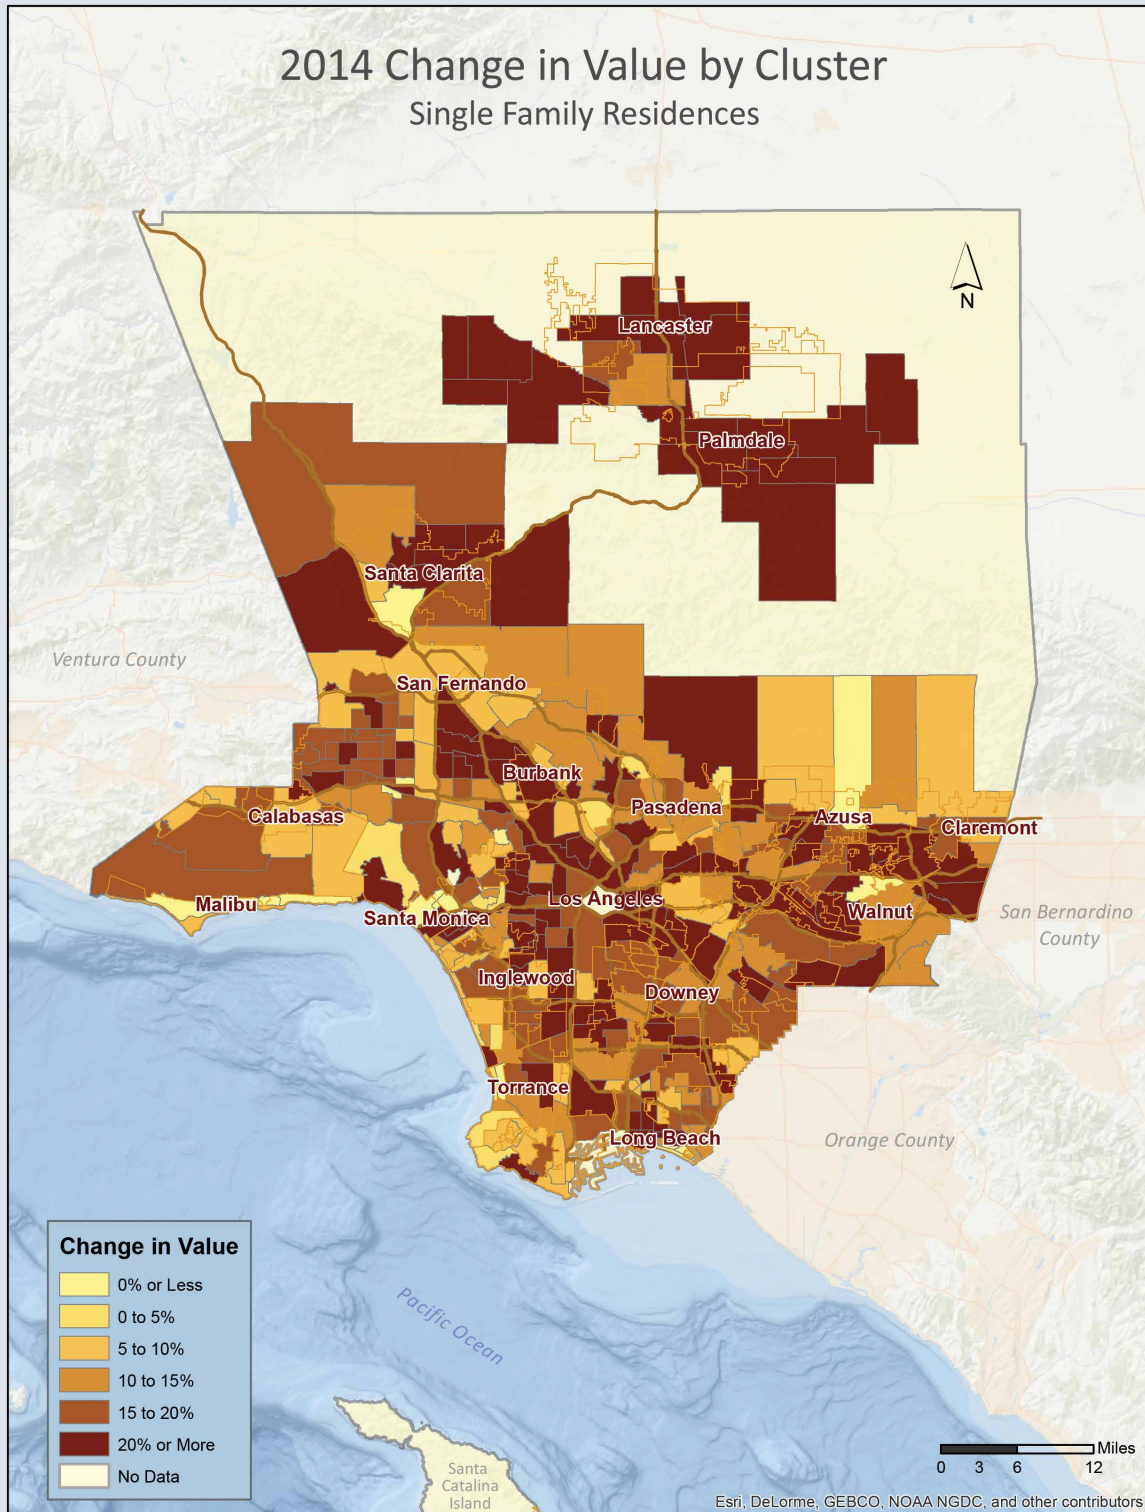 2014 Change in Value by Cluster
Single Family Residences
N
Lancaster
Palmdale
Santa Clarita
Ventura County
San Fernando
Burbank
Pasadena
Calabasas
Azusa
Claremont
Malibu
Los Angeles
Santa Monica
Walnut
San Bernardino
County
Inglewood
Downey
Torrance
Long Beach
Orange County
Change in Value
0% or Less
0 to 5%
5 to 10%
10 to 15%
15 to 20%
20% or More
No Data
Pacific Ocean
Santa
Catalina
Island
Miles
0 3 6 12
Esri, DeLorme, GEBCO, NOAA NGDC, and other contributors